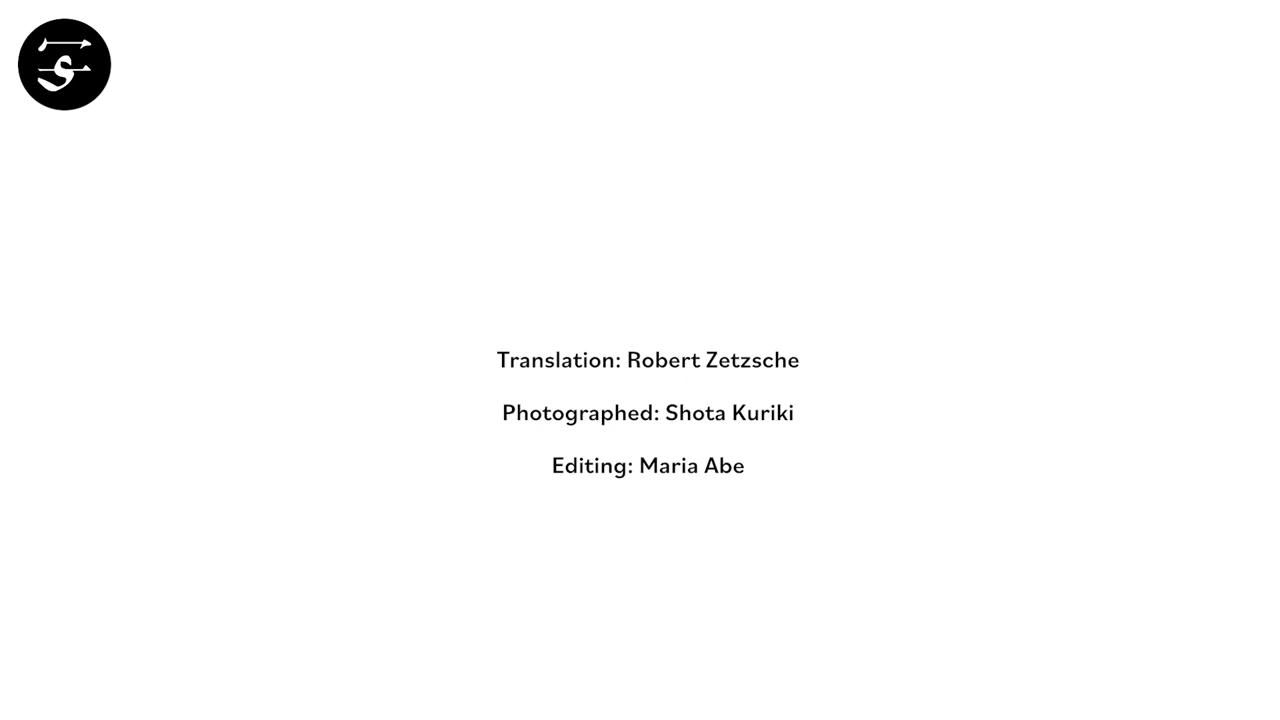 Translation: Robert Zetzsche
Photographed: Shota Kuriki
Editing: Maria Abe